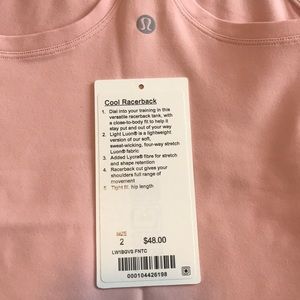 Cool Racerback
1. Dial into your training in this
versatile racerback tank, with
a close-to-body fit to help it
stay put and out of your way
2. Light Luon® is a lightweight
version of our soft,
sweat-wicking, four-way stretch
Luon® fabric
3. Added Lycra® fibre for stretch
and shape retention
4. Racerback cut gives your
shoulders full range of
movement
5. Tight fit, hip length
SIZE
2 $48.00
LW1BGVS FNTC
000104426198